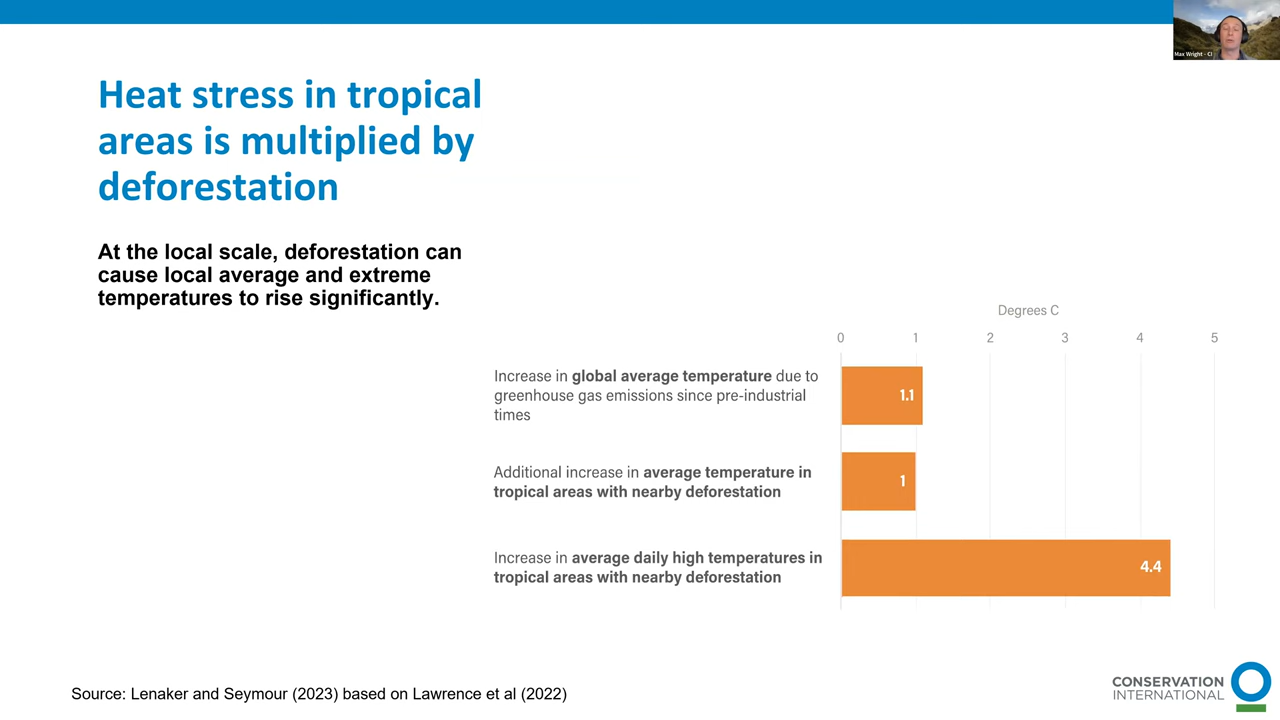 Max Wright - CI
Heat stress in tropical
areas is multiplied by
deforestation
At the local scale, deforestation can
cause local average and extreme
temperatures to rise significantly.
Degrees C
0 1 2 3 4 5
Increase in global average temperature due to
greenhouse gas emissions since pre-industrial
times
1.1
Additional increase in average temperature in
tropical areas with nearby deforestation
1
Increase in average daily high temperatures in
tropical areas with nearby deforestation
4.4
Source: Lenaker and Seymour (2023) based on Lawrence et al (2022)
CONSERVATION
INTERNATIONAL